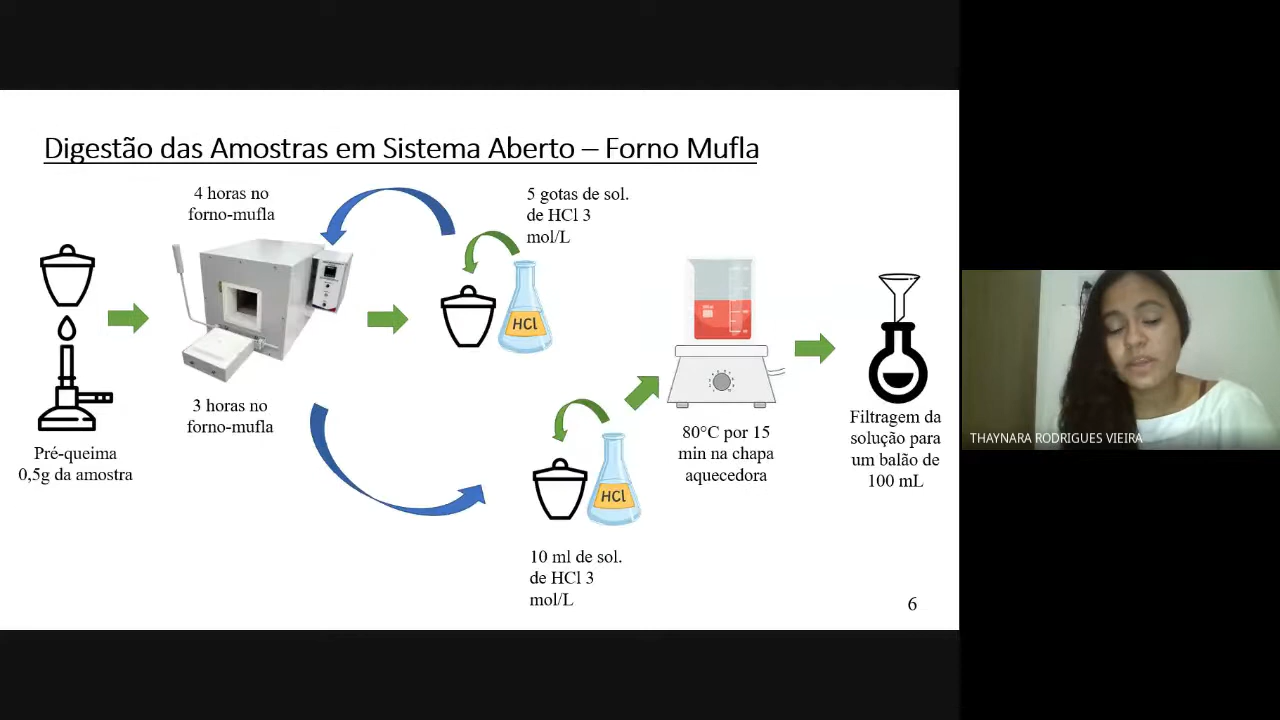 Digestão das Amostras em Sistema Aberto – Forno Mufla
4 horas no
forno-mufla
5 gotas de sol.
de HCl 3
mol/L
HCl
3 horas no
forno-mufla
Pré-queima
0,5g da amostra
HCl
10 ml de sol.
de HCl 3
mol/L
80°C por 15
min na chapa
aquecedora
Filtragem da
solução para
um balão de
100 mL
6
THAYNARA RODRIGUES VIEIRA